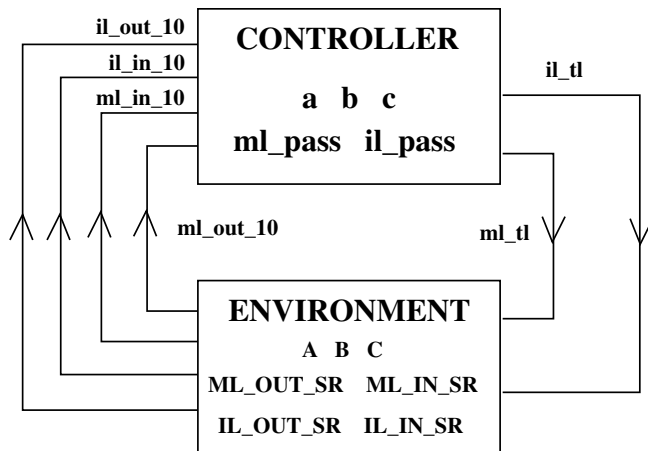 il_out_10
CONTROLLER
il_in_10
il_tl
ml_in_10
a b c
ml_pass il_pass
ml_out_10
ml_tl
ENVIRONMENT
A B C
ML_OUT_SR ML_IN_SR
IL_OUT_SR IL_IN_SR